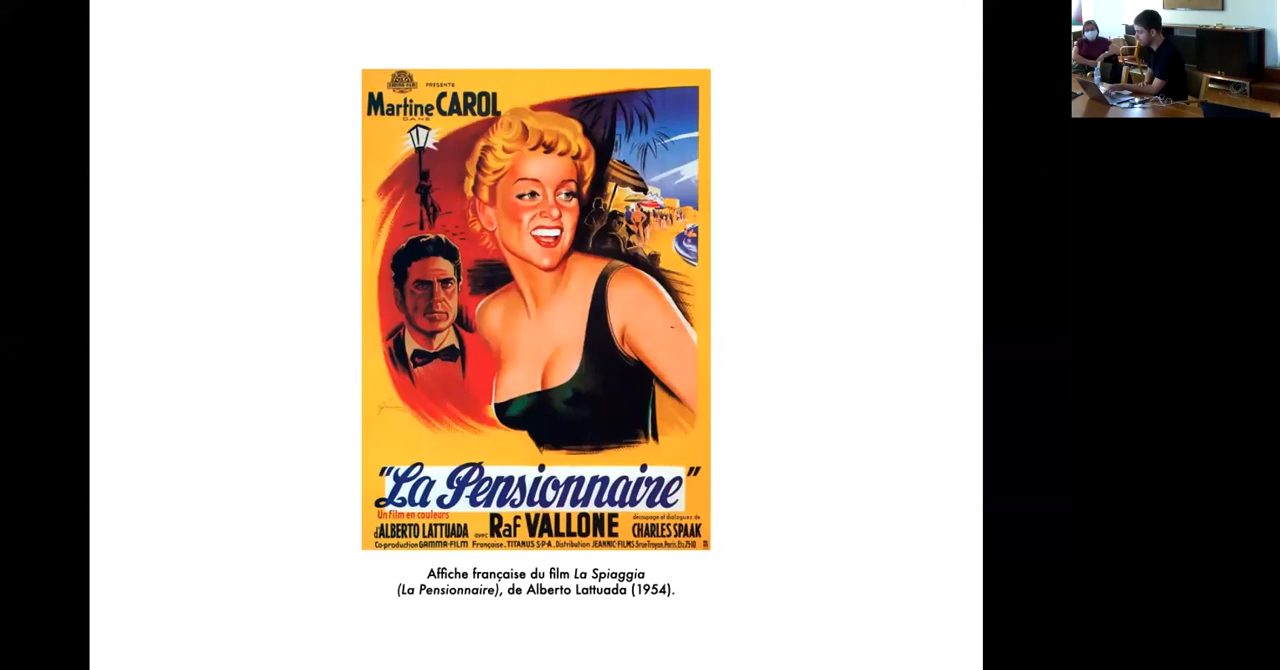 PRÉSENTE
Martine CAROL
DANS
"La Pensionnaire"
Un film en couleurs
d'ALBERTO LATTUADA avec Raf VALLONE découpage et dialogues de CHARLES SPAAK
Co-production GAMMA-FILM Française. TITANUS S.P.A. Distribution JEANNIC-FILMS
Affiche française du film La Spiaggia
(La Pensionnaire), de Alberto Lattuada (1954).